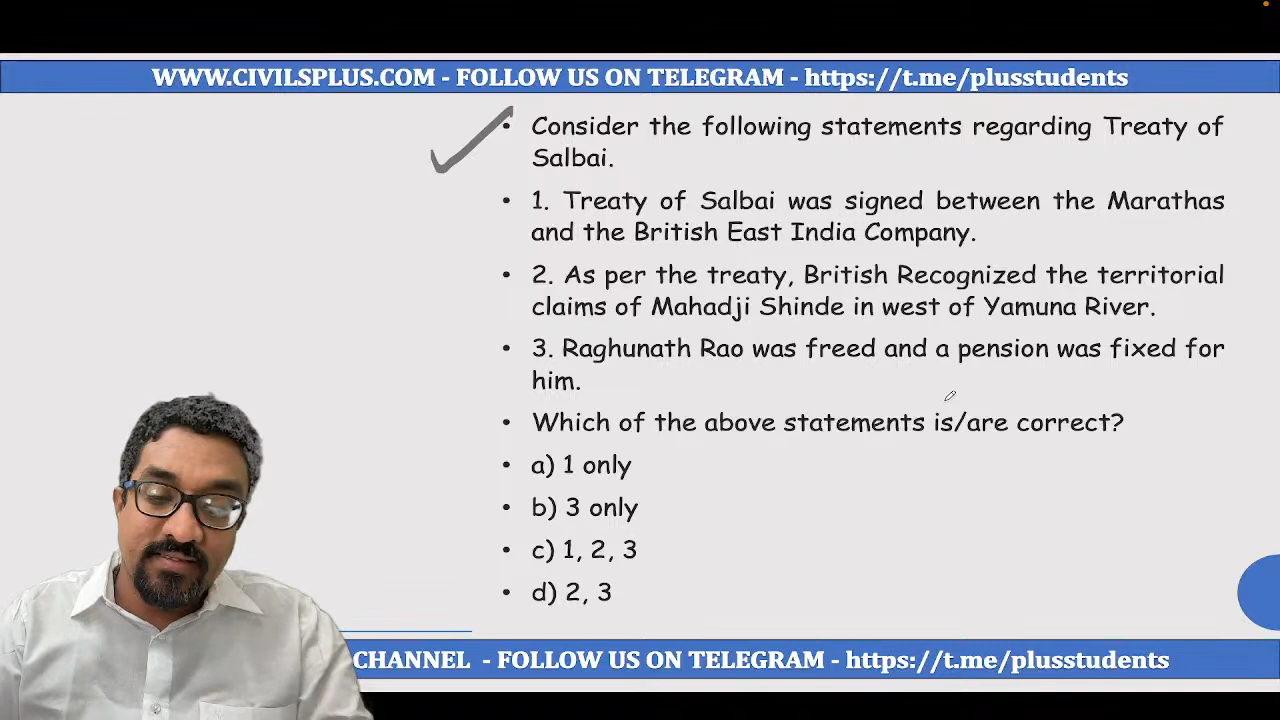 WWW.CIVILSPLUS.COM - FOLLOW US ON TELEGRAM - https://t.me/plusstudents
• Consider the following statements regarding Treaty of
Salbai.
• 1. Treaty of Salbai was signed between the Marathas
and the British East India Company.
• 2. As per the treaty, British Recognized the territorial
claims of Mahadji Shinde in west of Yamuna River.
• 3. Raghunath Rao was freed and a pension was fixed for
him.
• Which of the above statements is/are correct?
• a) 1 only
• b) 3 only
• c) 1, 2, 3
• d) 2, 3
CHANNEL - FOLLOW US ON TELEGRAM - https://t.me/plusstudents